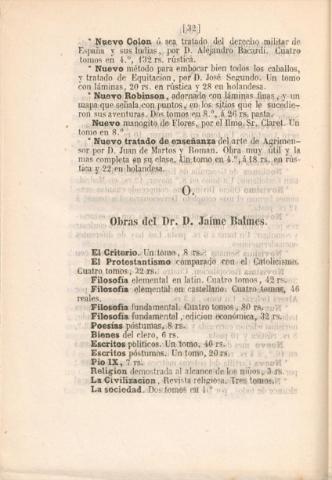 [32]
* Nuevo Colon ó sea tratado del derecho militar de
España y sus Indias, por D. Alejandro Bacardi. Cuatro
tomos en 4.º, 132 rs. rústica.
* Nuevo método para embocar bien todos los caballos,
y tratado de Equitacion, por D. José Segundo. Un tomo
con láminas, 20 rs. en rústica y 28 en holandesa.
* Nuevo Robinson, adornado con láminas finas, y un
mapa que señala con puntos, en los sitios que le sucedie-
ron sus aventuras. Dos tomos en 8.º, á 26 rs. pasta.
Nuevo manogito de Flores, por el Ilmo. Sr. Claret. Un
tomo en 8.º
* Nuevo tratado de enseñanza del arte de Agrimen-
sor por D. Juan de Martos y Roman. Obra muy útil y la
mas completa en su clase. Un tomo en 4.º, á 18 rs. en rús-
tica y 22 en holandesa.
O.
Obras del Dr. D. Jaime Balmes.
El Criterio. Un tomo, 8 rs.
El Protestantismo comparado con el Catolicismo.
Cuatro tomos, 32 rs.
Filosofía elemental en latin. Cuatro tomos, 42 rs.
Filosofía elemental en castellano. Cuatro tomos, 46
reales.
Filosofía fundamental. Cuatro tomos, 80 rs.
Filosofía fundamental, edicion económica, 32 rs.
Poesías póstumas, 8 rs.
Bienes del clero, 6 rs.
Escritos políticos. Un tomo, 46 rs.
Escritos póstumos. Un tomo, 20 rs.
Pio IX, 7 rs.
Religion demostrada al alcance de los niños, 3 rs.
La Civilizacion, Revista religiosa. Tres tomos.
La sociedad. Dos tomos en 4.º